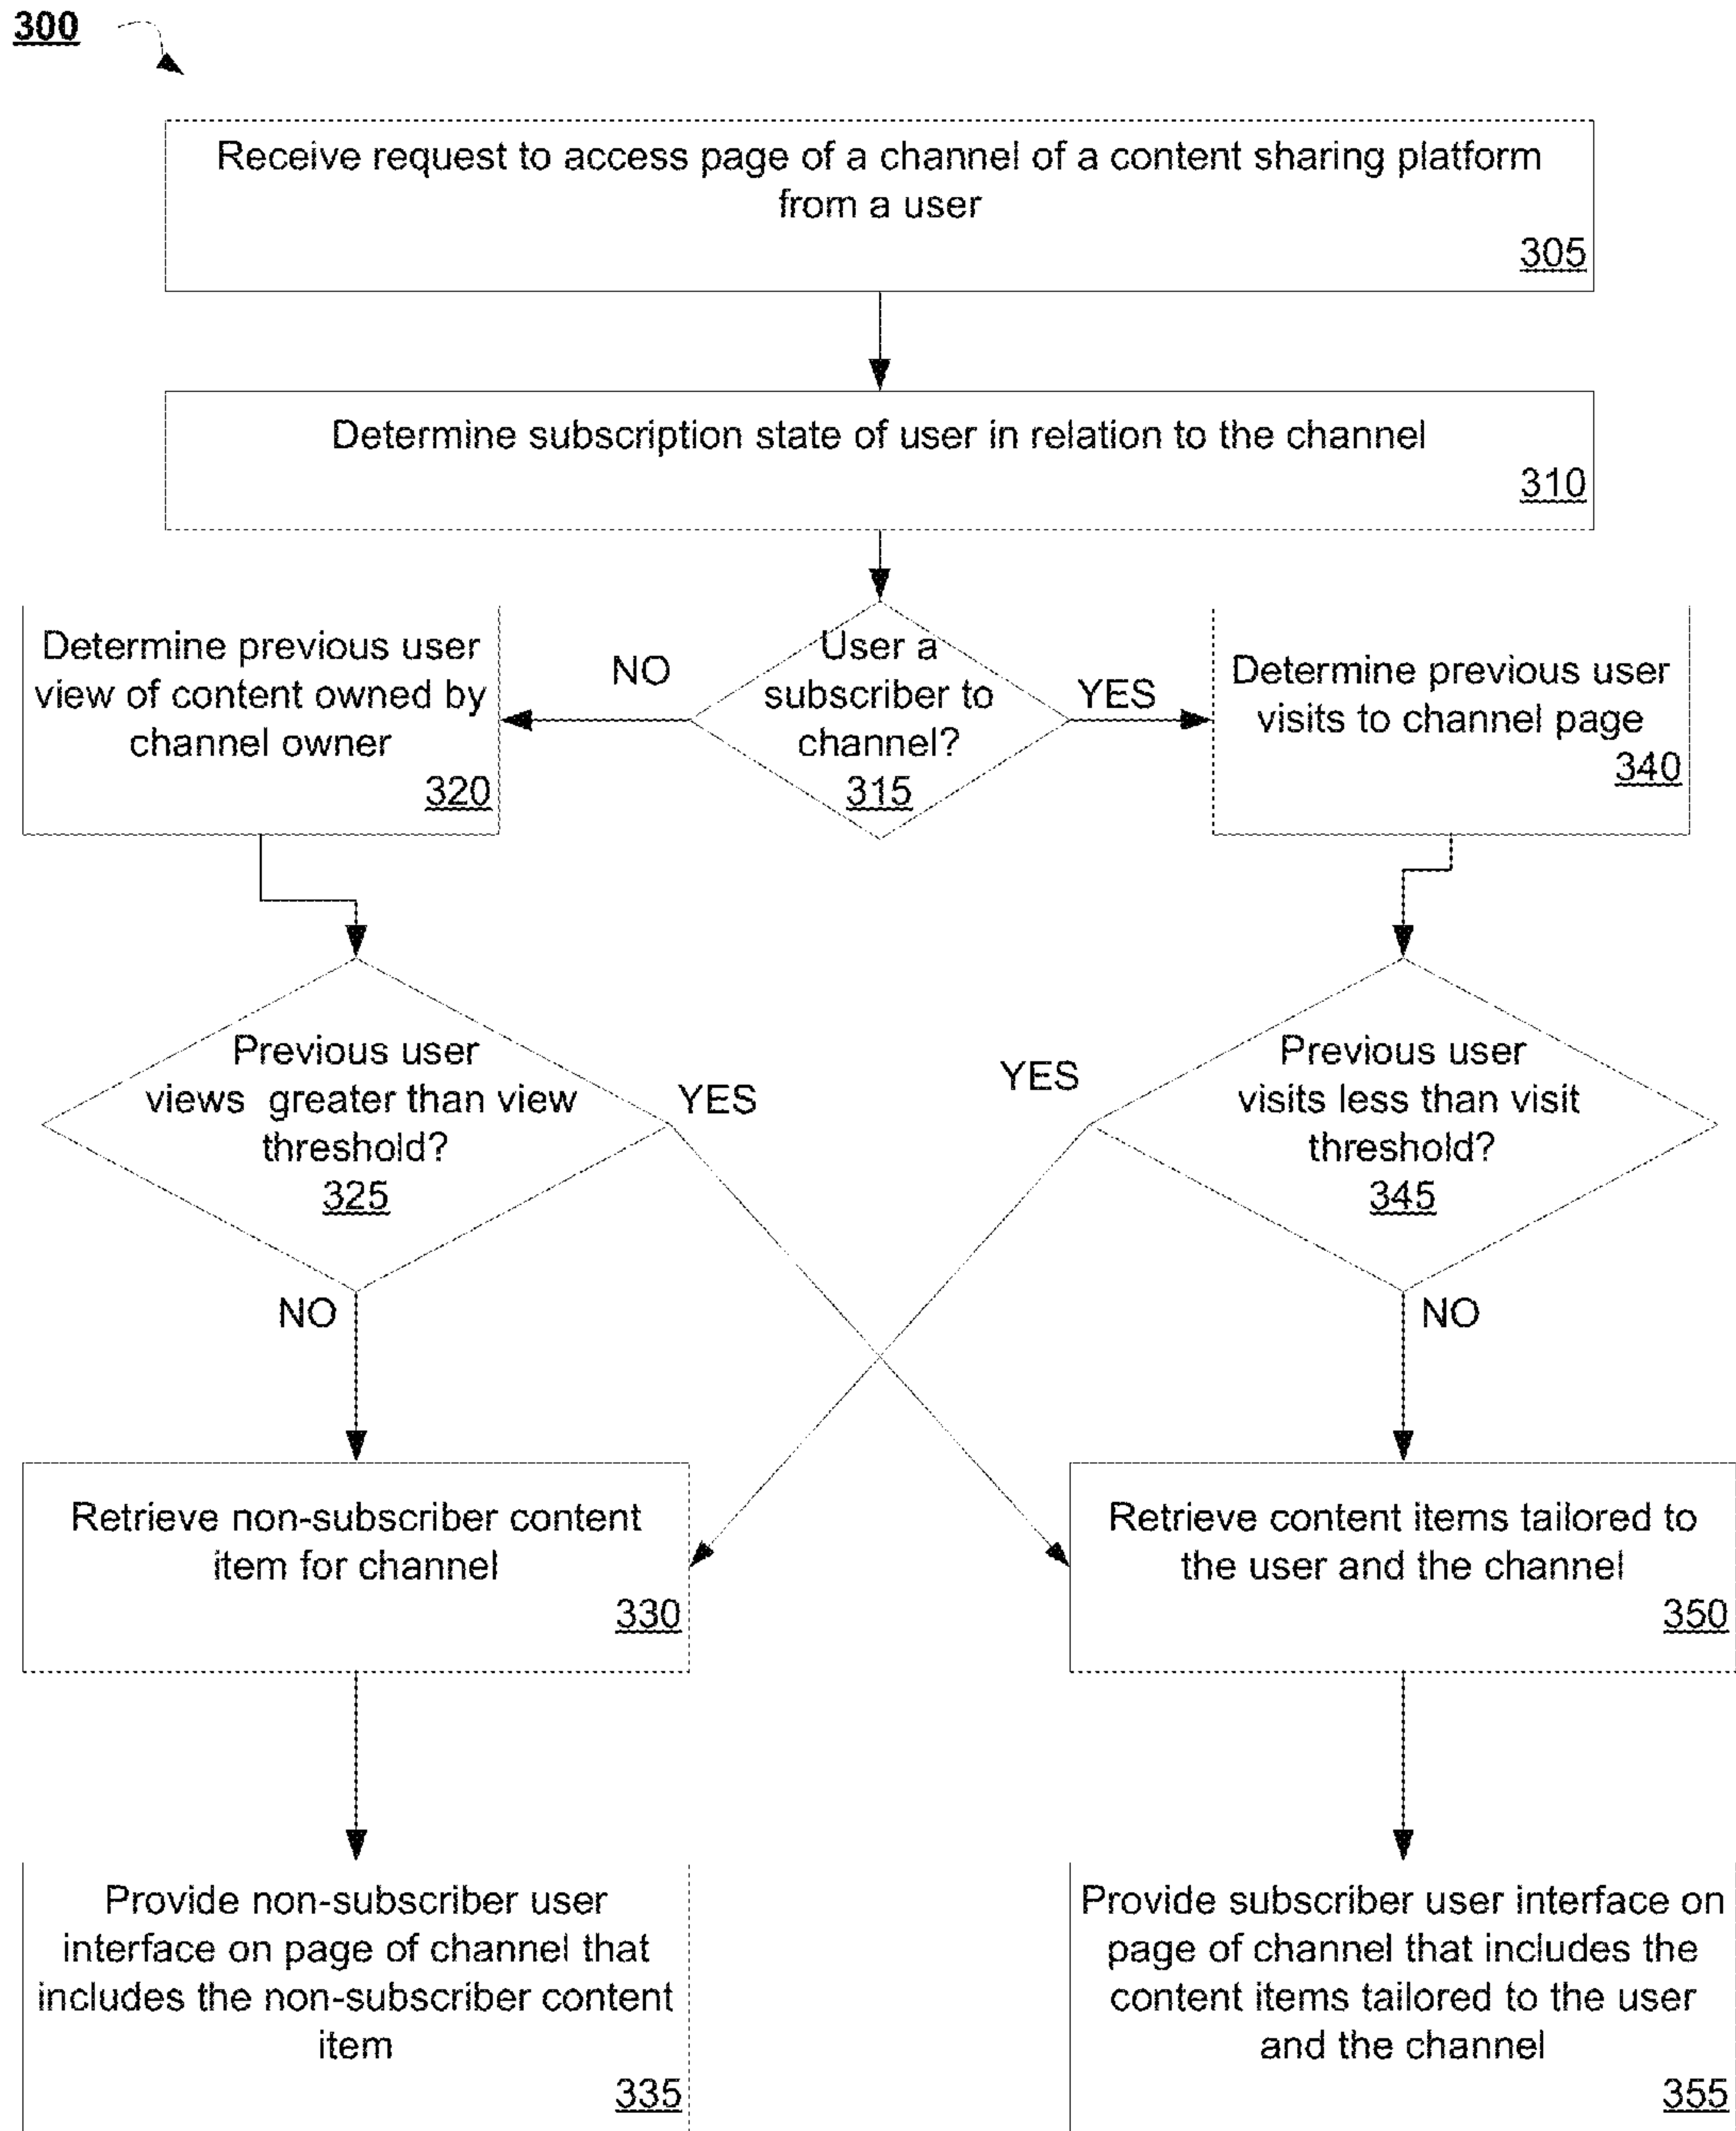 300
Receive request to access page of a channel of a content sharing platform
from a user
305
Determine subscription state of user in relation to the channel
310
Determine previous user
view of content owned by
channel owner
320
NO
User a
subscriber to
channel?
315
YES
Determine previous user
visits to channel page
340
Previous user
views greater than view
threshold?
325
YES
NO
YES
Previous user
visits less than visit
threshold?
345
NO
Retrieve non-subscriber content
item for channel
330
Retrieve content items tailored to
the user and the channel
350
Provide non-subscriber user
interface on page of channel that
includes the non-subscriber content
item
335
Provide subscriber user interface on
page of channel that includes the
content items tailored to the user
and the channel
355